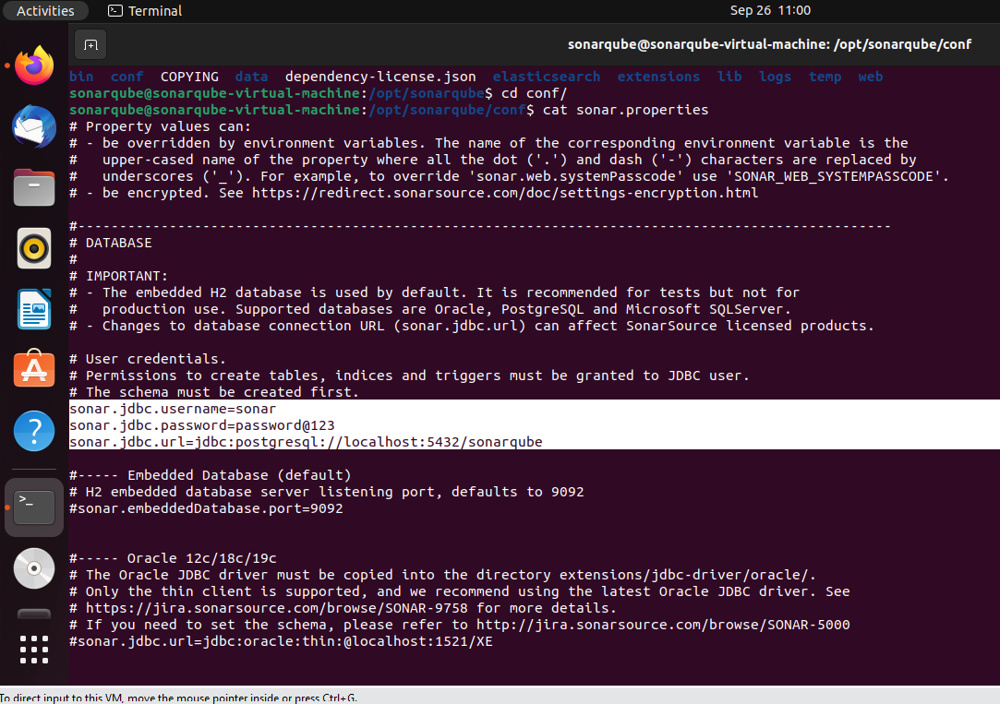 Activities
Terminal
Sep 26 11:00
sonarqube@sonarqube-virtual-machine: /opt/sonarqube/conf
bin conf COPYING data dependency-license.json elasticsearch extensions lib logs temp web
sonarqube@sonarqube-virtual-machine:/opt/sonarqube$ cd conf/
sonarqube@sonarqube-virtual-machine:/opt/sonarqube/conf$ cat sonar.properties
# Property values can:
# - be overridden by environment variables. The name of the corresponding environment variable is the
#   upper-cased name of the property where all the dot ('.') and dash ('-') characters are replaced by
#   underscores ('_'). For example, to override 'sonar.web.systemPasscode' use 'SONAR_WEB_SYSTEMPASSCODE'.
# - be encrypted. See https://redirect.sonarsource.com/doc/settings-encryption.html
#--------------------------------------------------------------------------------------------------
# DATABASE
#
# IMPORTANT:
# - The embedded H2 database is used by default. It is recommended for tests but not for
#   production use. Supported databases are Oracle, PostgreSQL and Microsoft SQLServer.
# - Changes to database connection URL (sonar.jdbc.url) can affect SonarSource licensed products.
# User credentials.
# Permissions to create tables, indices and triggers must be granted to JDBC user.
# The schema must be created first.
sonar.jdbc.username=sonar
sonar.jdbc.password=password@123
sonar.jdbc.url=jdbc:postgresql://localhost:5432/sonarqube
#----- Embedded Database (default)
# H2 embedded database server listening port, defaults to 9092
#sonar.embeddedDatabase.port=9092
#----- Oracle 12c/18c/19c
# The Oracle JDBC driver must be copied into the directory extensions/jdbc-driver/oracle/.
# Only the thin client is supported, and we recommend using the latest Oracle JDBC driver. See
# https://jira.sonarsource.com/browse/SONAR-9758 for more details.
# If you need to set the schema, please refer to http://jira.sonarsource.com/browse/SONAR-5000
#sonar.jdbc.url=jdbc:oracle:thin:@localhost:1521/XE
To direct input to this VM, move the mouse pointer inside or press Ctrl+G.